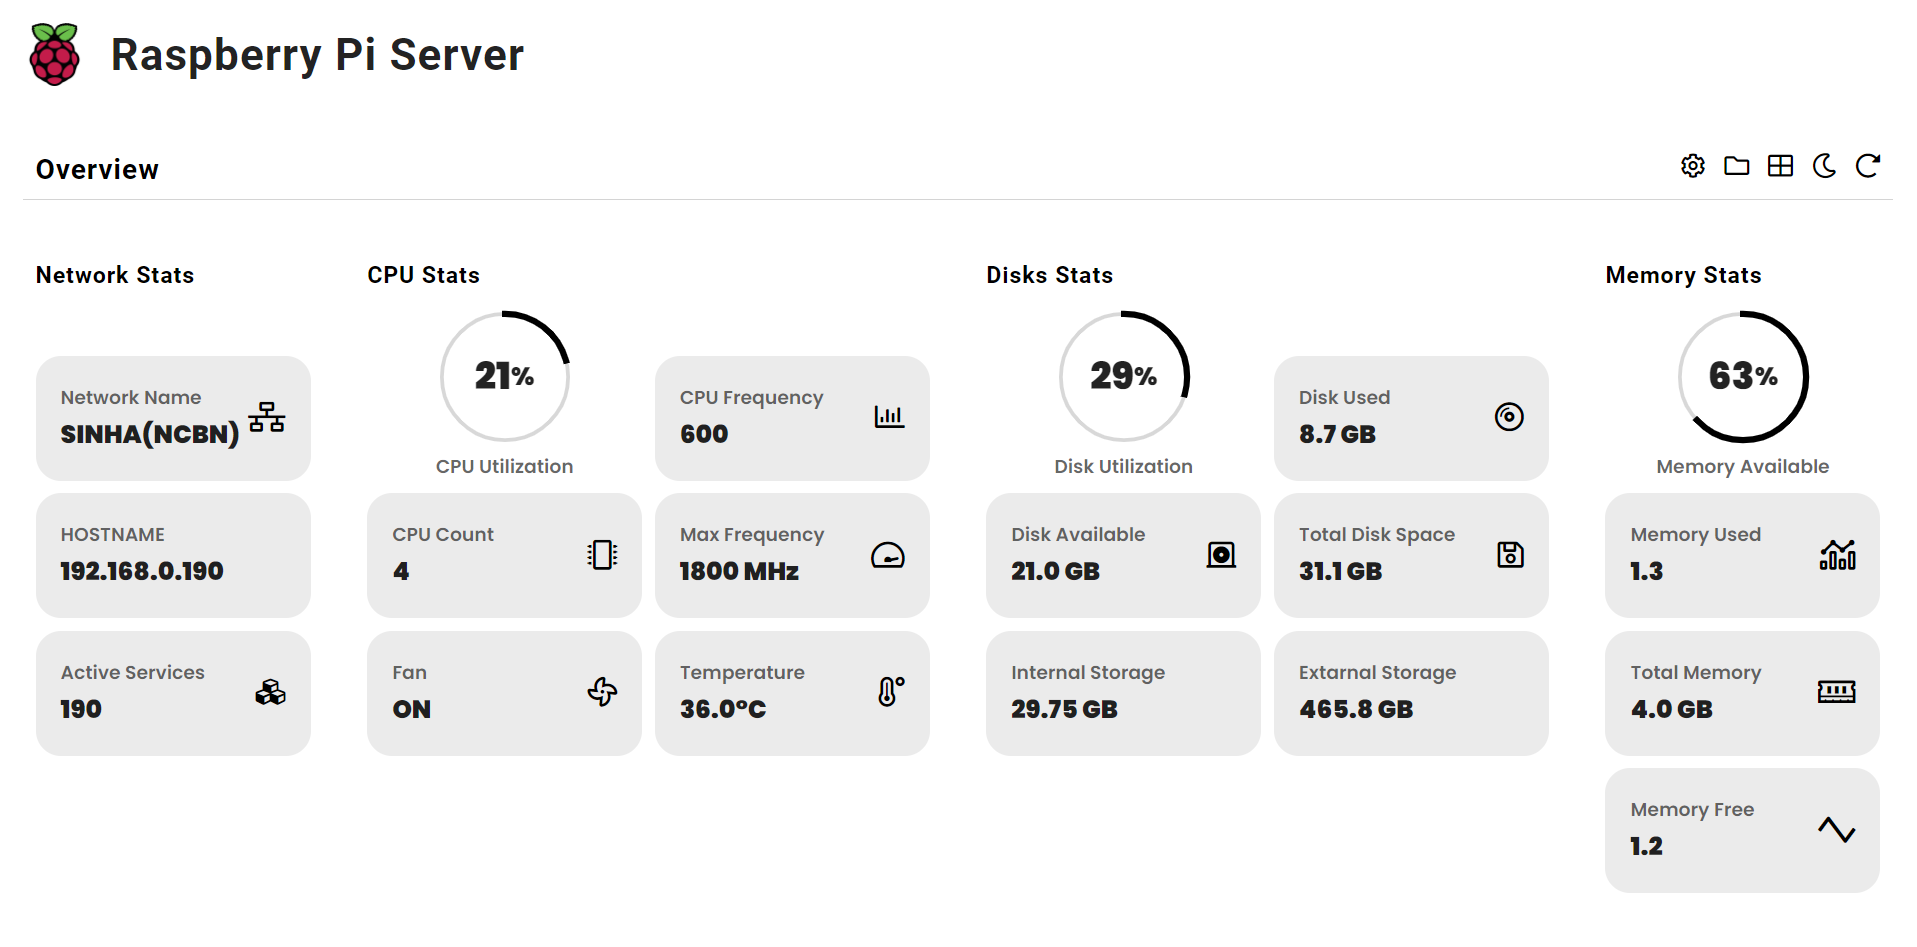 Raspberry Pi Server
Overview
Network Stats
Network Name
SINHA(NCBN)
HOSTNAME
192.168.0.190
Active Services
190
CPU Stats
21%
CPU Utilization
CPU Frequency
600
CPU Count
4
Max Frequency
1800 MHz
Fan
ON
Temperature
36.0°C
Disks Stats
29%
Disk Utilization
Disk Used
8.7 GB
Disk Available
21.0 GB
Total Disk Space
31.1 GB
Internal Storage
29.75 GB
Extarnal Storage
465.8 GB
Memory Stats
63%
Memory Available
Memory Used
1.3
Total Memory
4.0 GB
Memory Free
1.2